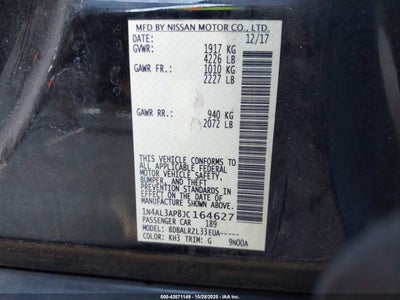 MFD BY NISSAN MOTOR CO., LTD.
DATE: 12/17
GVWR: 1917 KG
4226 LB
GAWR FR.: 1010 KG
2227 LB
GAWR RR.: 940 KG
2072 LB
THIS VEHICLE CONFORMS
TO ALL APPLICABLE FEDERAL
MOTOR VEHICLE SAFETY,
BUMPER, AND THEFT
PREVENTION STANDARDS IN
EFFECT ON THE DATE OF
MANUFACTURE SHOWN ABOVE.
1N4AL3AP8JC164627
PASSENGER CAR 189
MODEL: BDBALRZL33EUA-----
COLOR: KH3 TRIM: G 9N00A
000-43571149 - 10/28/2025 - IAAI